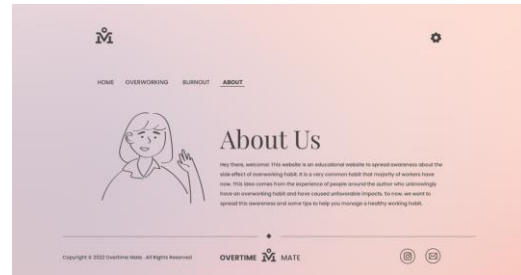 HOME OVERWORKING BURNOUT ABOUT
About Us
Hey there, welcome! This website is an educational website to spread awareness about the
side effect of overworking habit. It is a very common habit that majority of workers have
now. This idea comes from the experience of people around the author who unknowingly
have an overworking habit and have caused unfavorable impacts. So now, we want to
spread this awareness and some tips to help you manage a healthy working habit.
Copyright © 2022 Overtime Mate . All Rights Reserved
OVERTIME M MATE